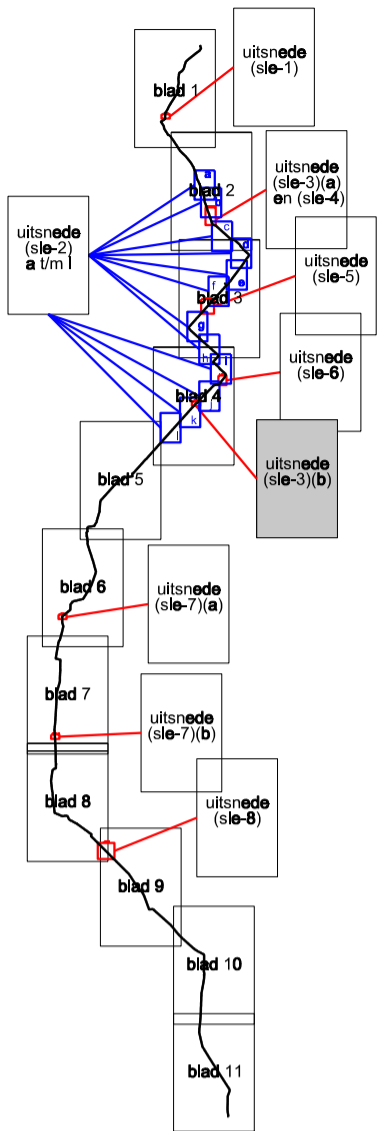 uitsnede
(sle-1)
blad 1
uitsnede
(sle-3)(a)
en (sle-4)
a
blad 2
b
c
d
uitsnede
(sle-2)
a t/m l
uitsnede
(sle-5)
e
f
blad 3
g
h
i
uitsnede
(sle-6)
blad 4
j
k
l
uitsnede
(sle-3)(b)
blad 5
blad 6
uitsnede
(sle-7)(a)
blad 7
uitsnede
(sle-7)(b)
blad 8
uitsnede
(sle-8)
blad 9
blad 10
blad 11